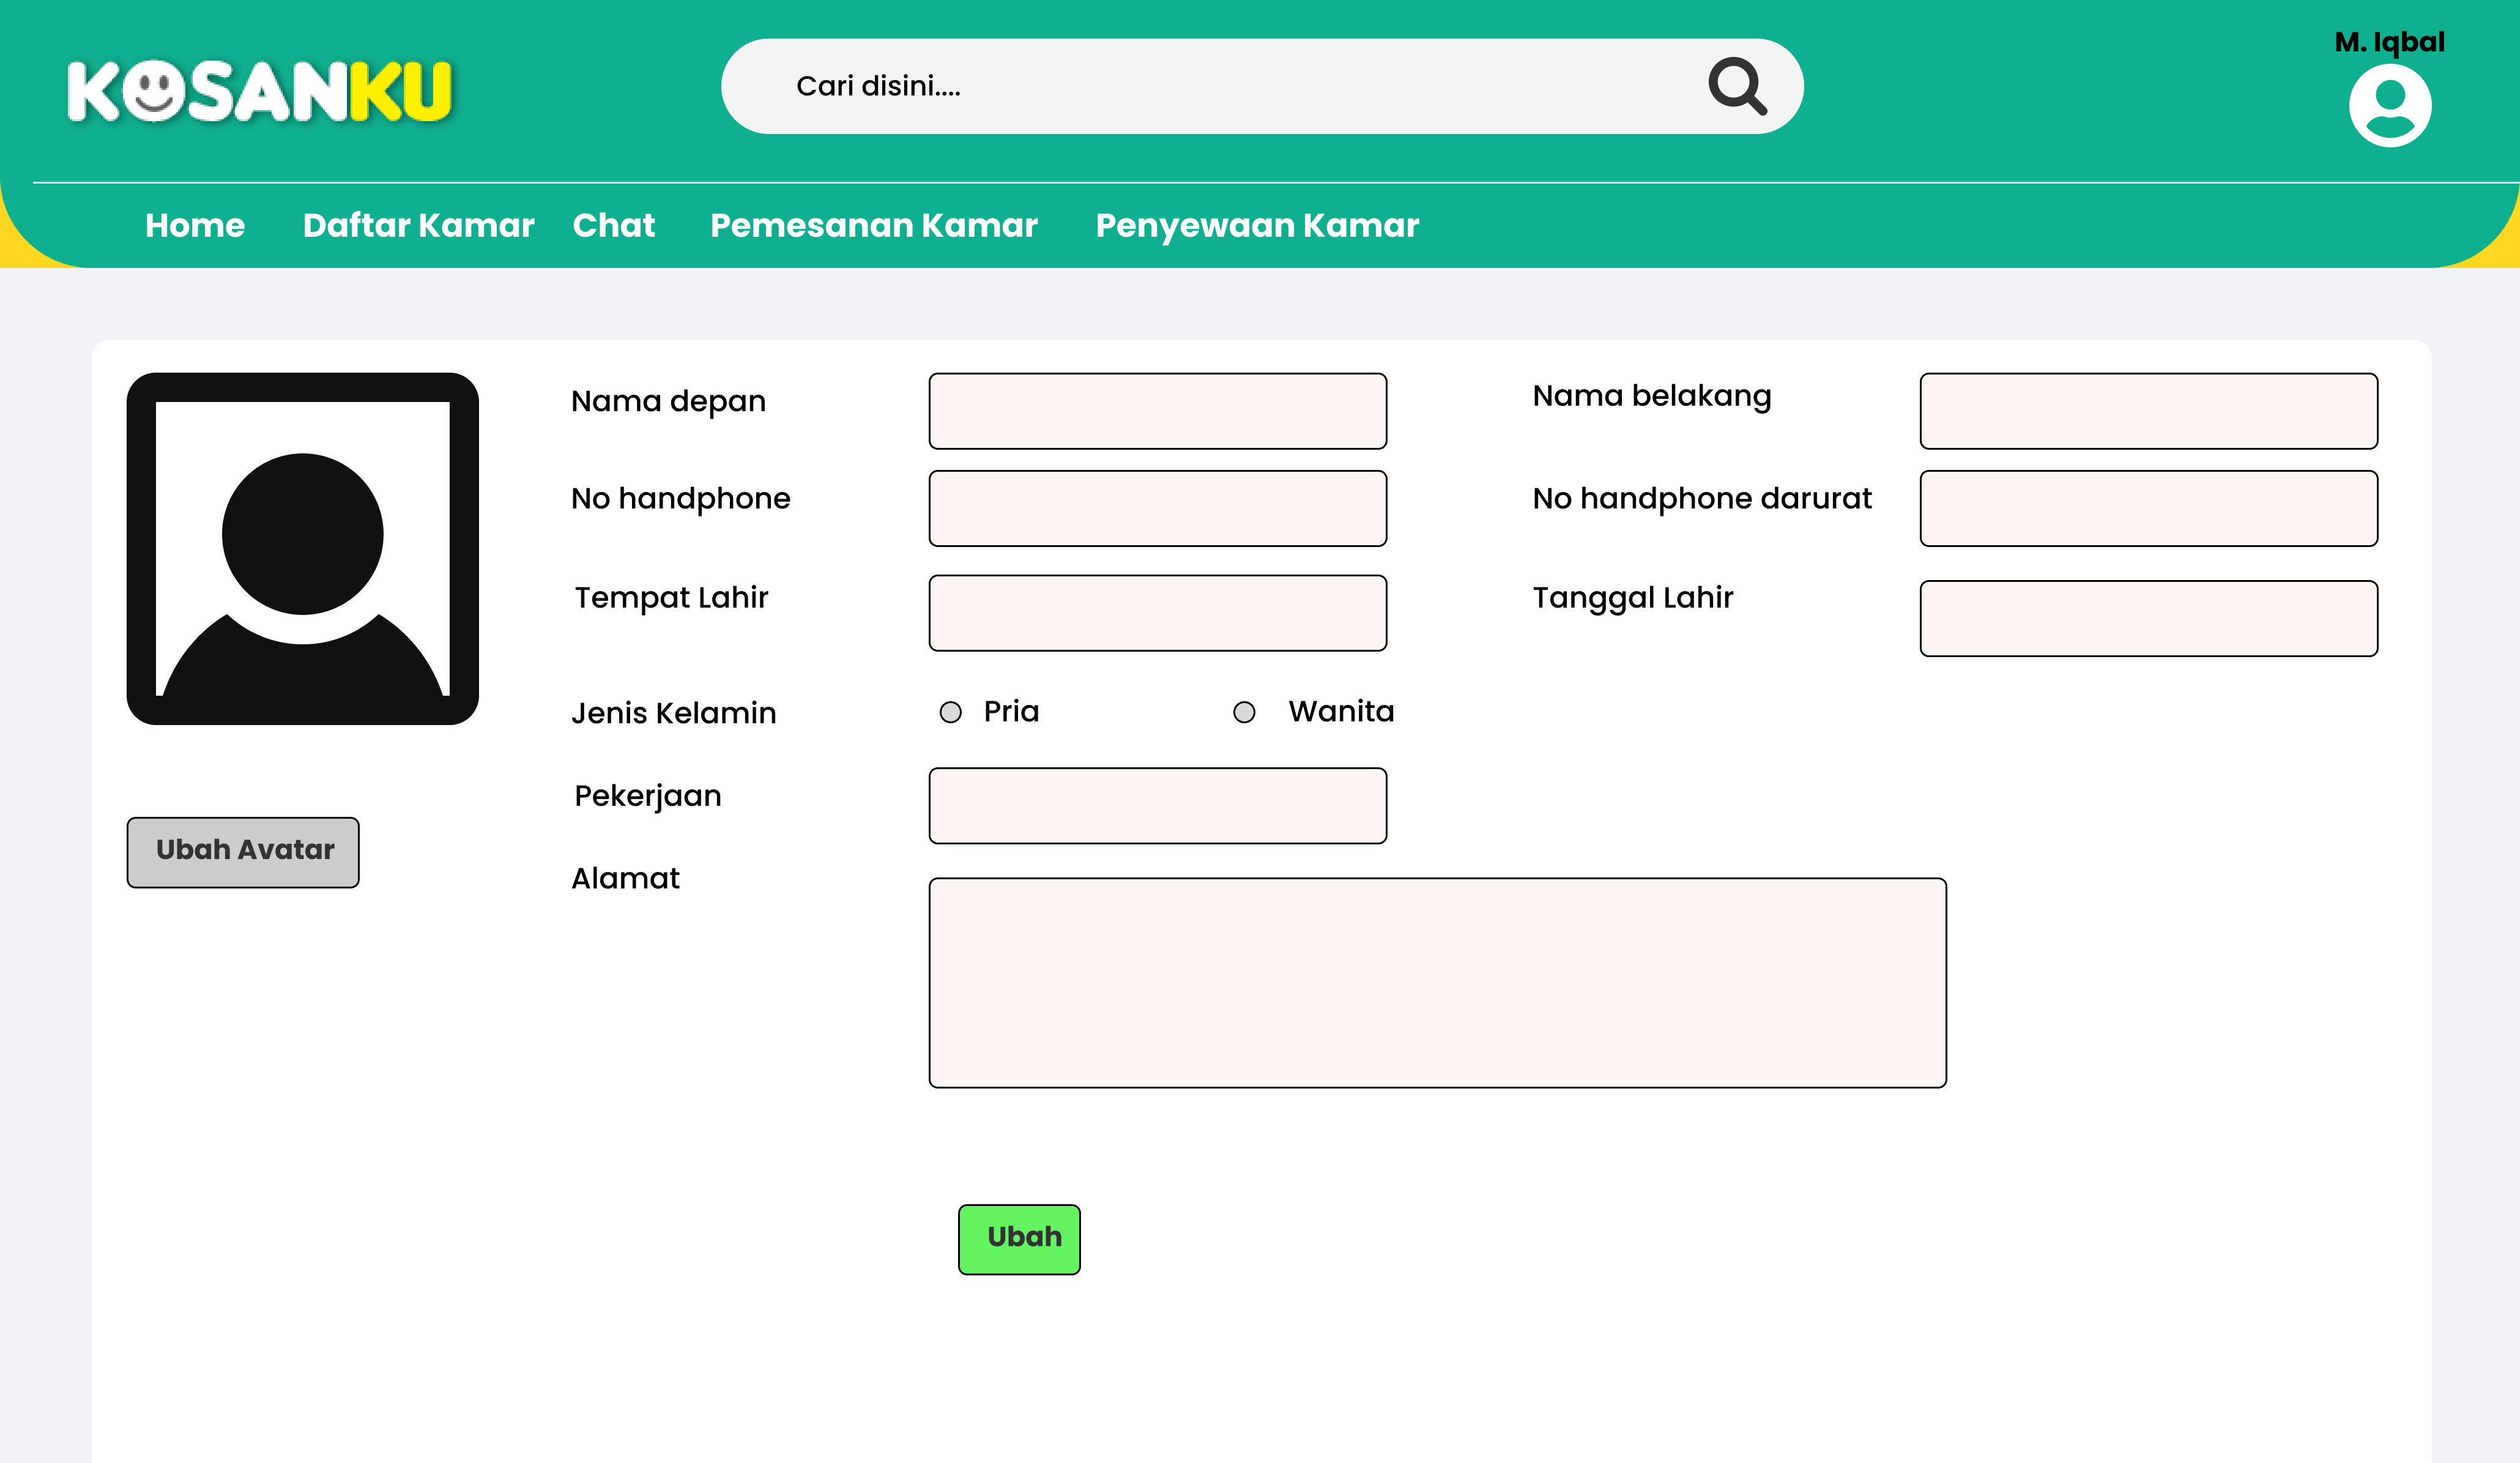 M. Iqbal
KOSANKU
Cari disini....
Home Daftar Kamar Chat Pemesanan Kamar Penyewaan Kamar
Nama depan
Nama belakang
No handphone
No handphone darurat
Tempat Lahir
Tanggal Lahir
Jenis Kelamin
Pria
Wanita
Pekerjaan
Ubah Avatar
Alamat
Ubah